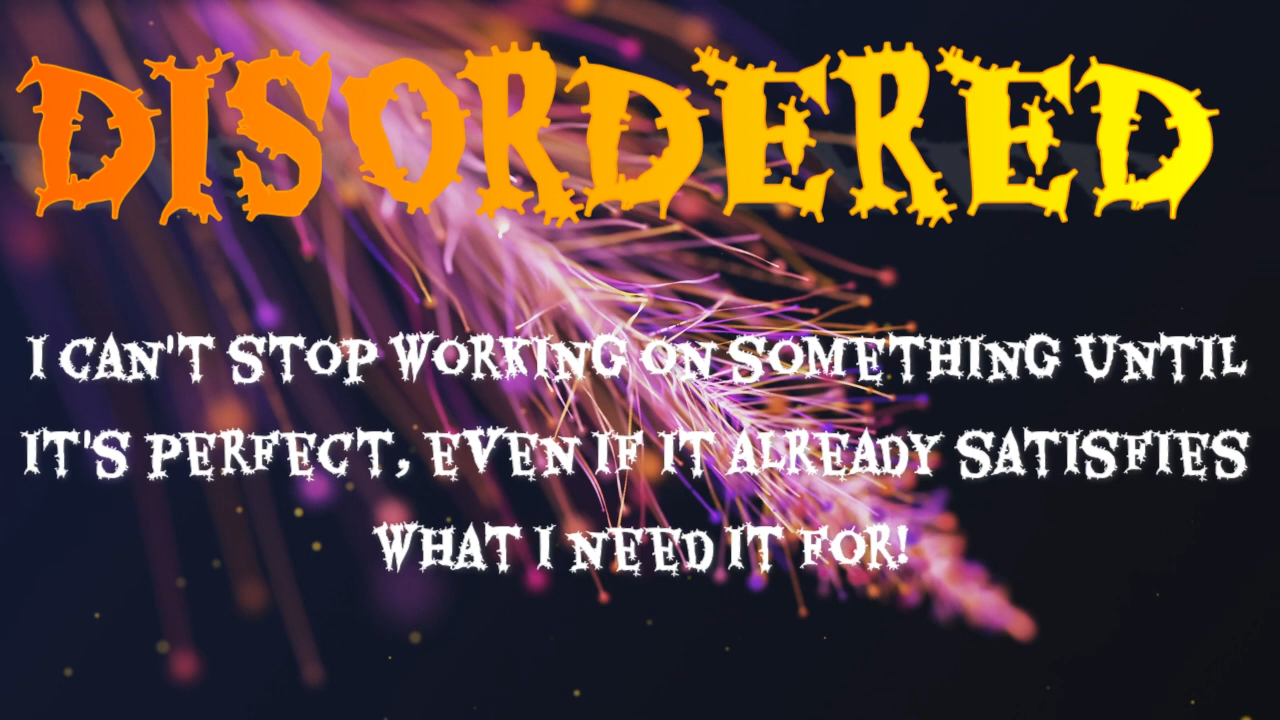 DISORDERED
I CAN'T STOP WORKING ON SOMETHING UNTIL
IT'S PERFECT, EVEN IF IT ALREADY SATISFIES
WHAT I NEED IT FOR!